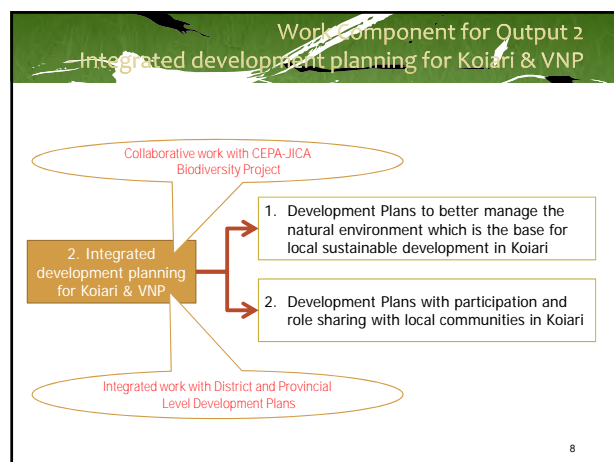 Work Component for Output 2
Integrated development planning for Koiari & VNP
Collaborative work with CEPA-JICA
Biodiversity Project
2. Integrated
development planning
for Koiari & VNP
1. Development Plans to better manage the
natural environment which is the base for
local sustainable development in Koiari
2. Development Plans with participation and
role sharing with local communities in Koiari
Integrated work with District and Provincial
Level Development Plans
8